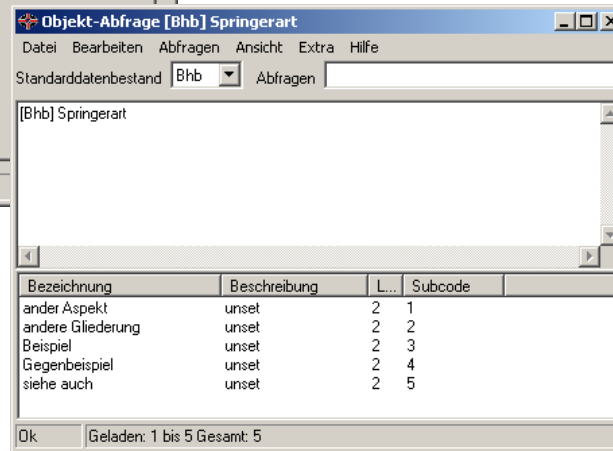 Objekt-Abfrage [Bhb] Springerart
Datei Bearbeiten Abfragen Ansicht Extra Hilfe
Standarddatenbestand Bhb Abfragen
[Bhb] Springerart
Bezeichnung Beschreibung L... Subcode
ander Aspekt unset 2 1
andere Gliederung unset 2 2
Beispiel unset 2 3
Gegenbeispiel unset 2 4
siehe auch unset 2 5
Ok Geladen: 1 bis 5 Gesamt: 5